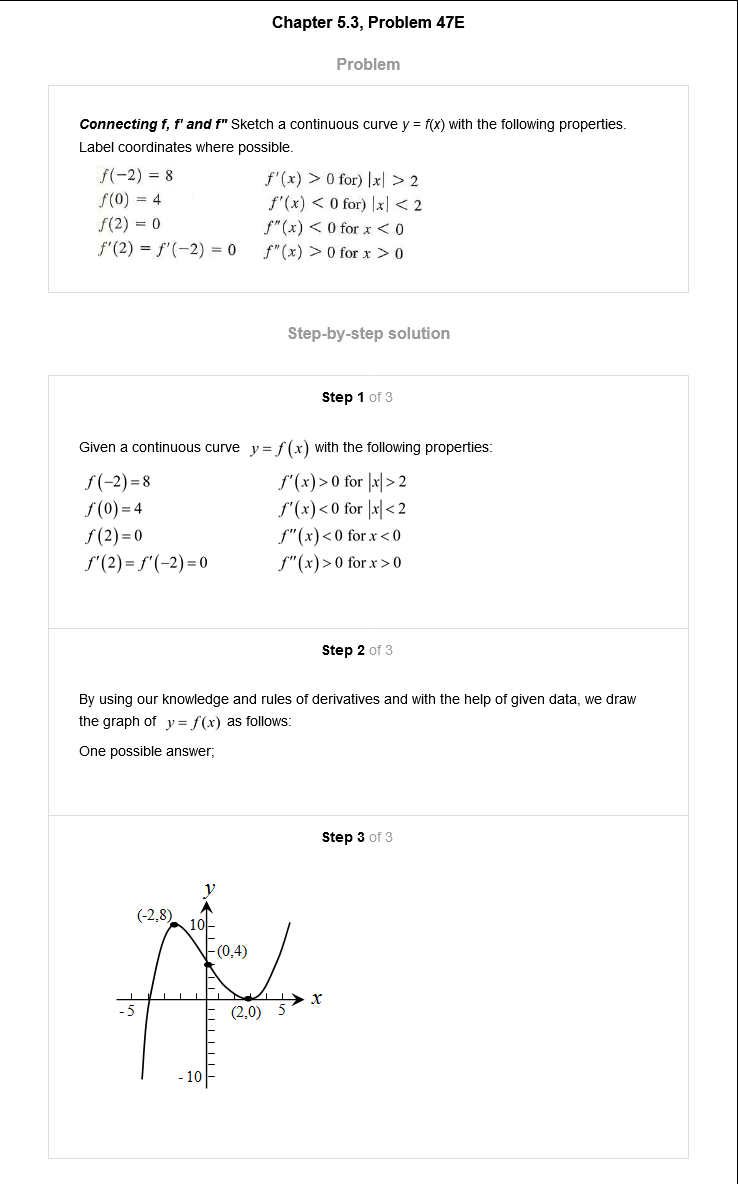 Chapter 5.3, Problem 47E
Problem
Connecting f, f' and f" Sketch a continuous curve y = f(x) with the following properties.
Label coordinates where possible.
f(−2) = 8
f(0) = 4
f(2) = 0
f'(2) = f'(−2) = 0
f'(x) > 0 for) |x| > 2
f'(x) < 0 for) |x| < 2
f"(x) < 0 for x < 0
f"(x) > 0 for x > 0
Step-by-step solution
Step 1 of 3
Given a continuous curve y = f(x) with the following properties:
f(−2)=8
f(0)=4
f(2)=0
f'(2)= f'(−2)=0
f'(x)>0 for |x|>2
f'(x)<0 for |x|<2
f"(x)<0 for x<0
f"(x)>0 for x>0
Step 2 of 3
By using our knowledge and rules of derivatives and with the help of given data, we draw
the graph of y = f(x) as follows:
One possible answer;
Step 3 of 3
y
(-2,8)
10
(0,4)
x
-5
(2,0)
5
-10